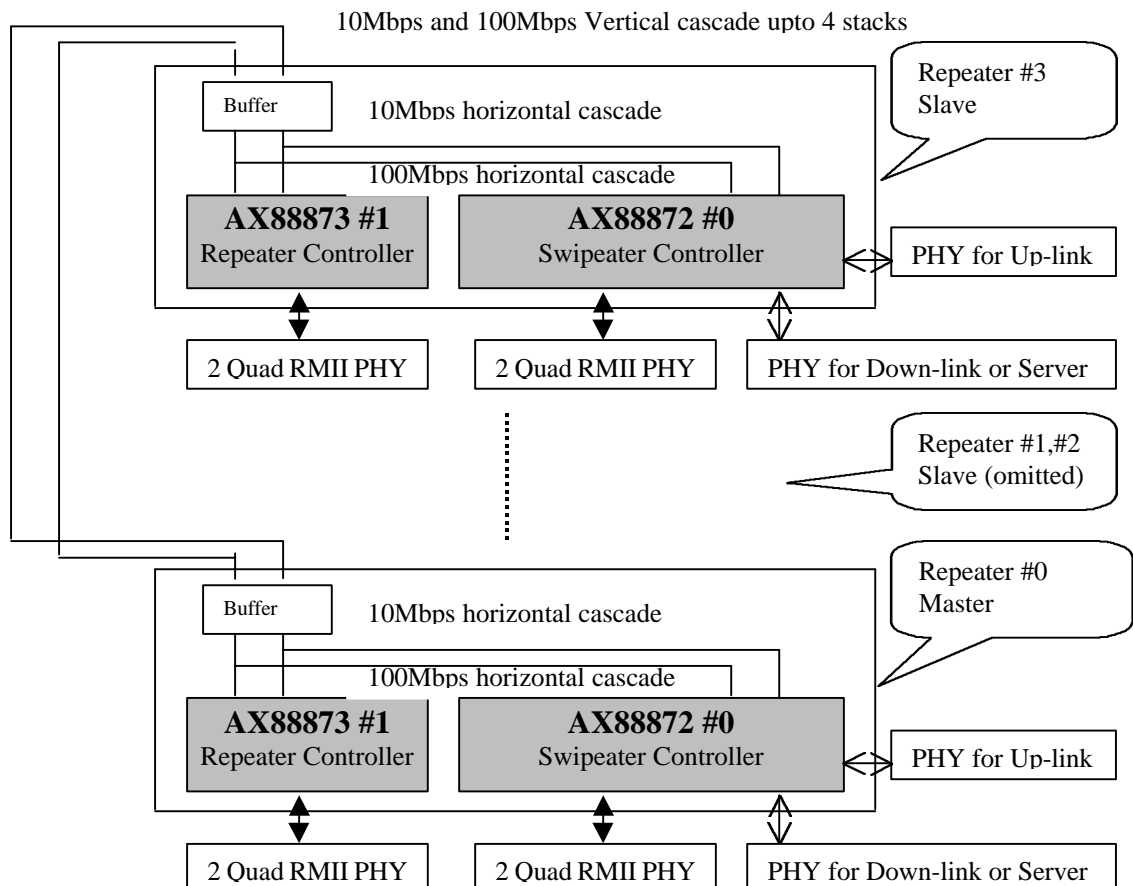 10Mbps and 100Mbps Vertical cascade upto 4 stacks
Repeater #3
Slave
Buffer
10Mbps horizontal cascade
100Mbps horizontal cascade
AX88873 #1
Repeater Controller
AX88872 #0
Swipeater Controller
PHY for Up-link
2 Quad RMII PHY
2 Quad RMII PHY
PHY for Down-link or Server
Repeater #1,#2
Slave (omitted)
Repeater #0
Master
Buffer
10Mbps horizontal cascade
100Mbps horizontal cascade
AX88873 #1
Repeater Controller
AX88872 #0
Swipeater Controller
PHY for Up-link
2 Quad RMII PHY
2 Quad RMII PHY
PHY for Down-link or Server